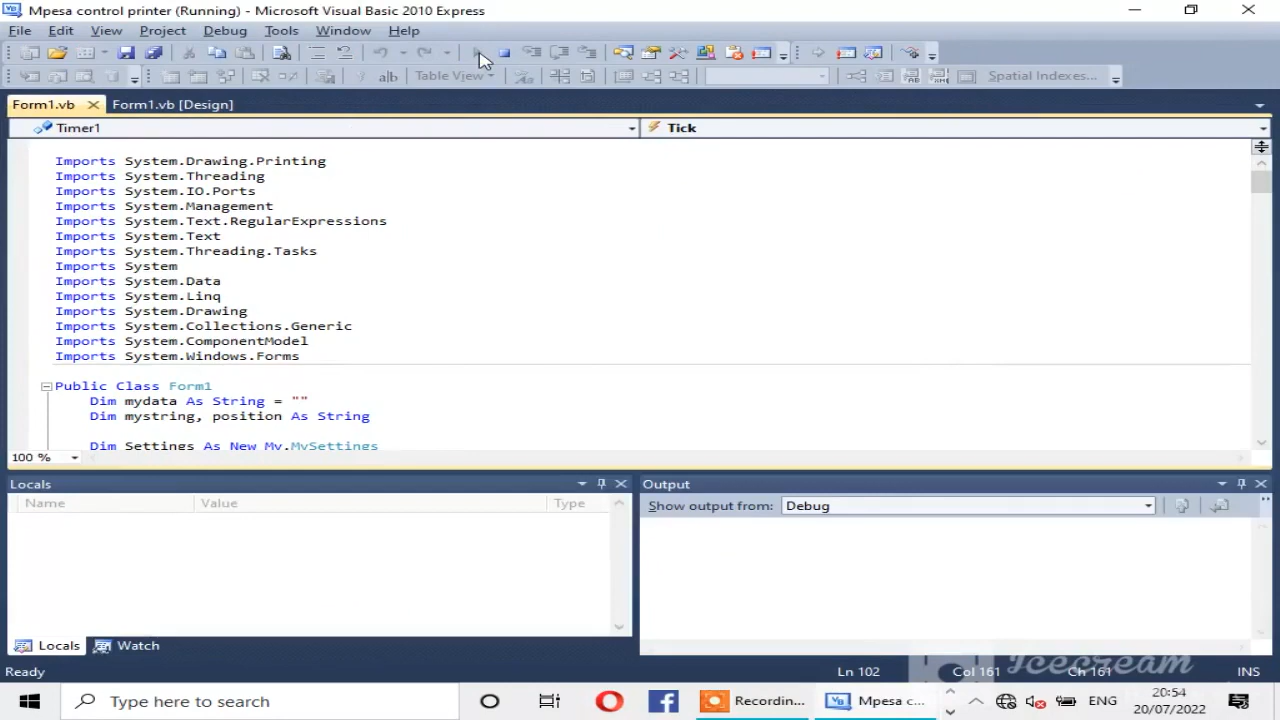 Mpesa control printer (Running) - Microsoft Visual Basic 2010 Express
File Edit View Project Debug Tools Window Help
alb Table View Spatial Indexes...
Form1.vb Form1.vb [Design]
Timer1 Tick
Imports System.Drawing.Printing
Imports System.Threading
Imports System.IO.Ports
Imports System.Management
Imports System.Text.RegularExpressions
Imports System.Text
Imports System.Threading.Tasks
Imports System
Imports System.Data
Imports System.Linq
Imports System.Drawing
Imports System.Collections.Generic
Imports System.ComponentModel
Imports System.Windows.Forms
Public Class Form1
Dim mydata As String = ""
Dim mystring, position As String
Dim Settings As New My.MySettings
100 %
Locals Output
Name Value Type Show output from: Debug
Locals Watch
Ready Ln 102 Col 161 Ch 161 INS
Icecream
Type here to search Recordin... Mpesa c... ENG 20:54
20/07/2022